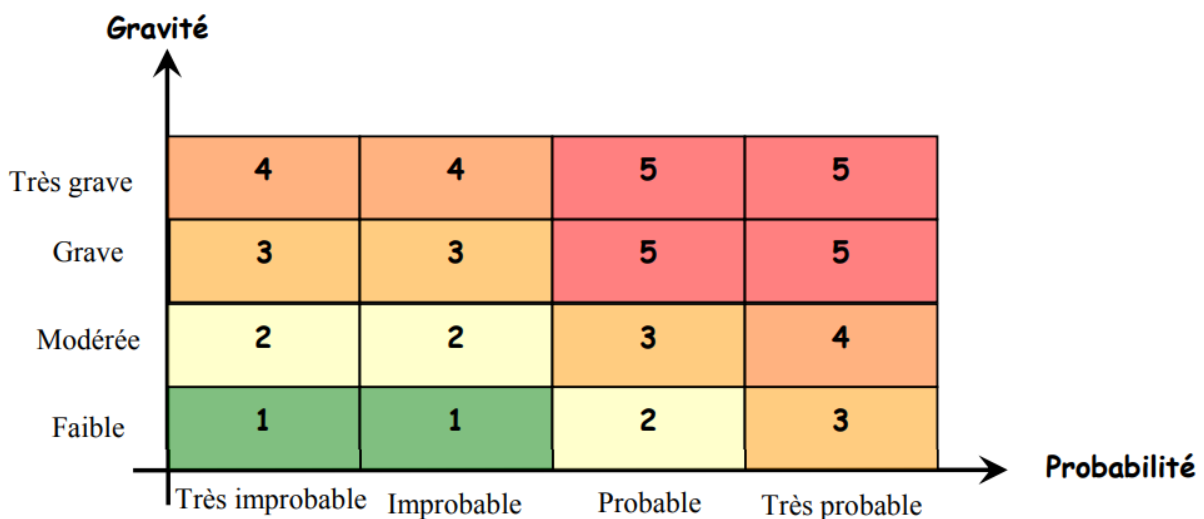 Gravité
Très grave 4 4 5 5
Grave 3 3 5 5
Modérée 2 2 3 4
Faible 1 1 2 3
Très improbable Improbable Probable Très probable
Probabilité